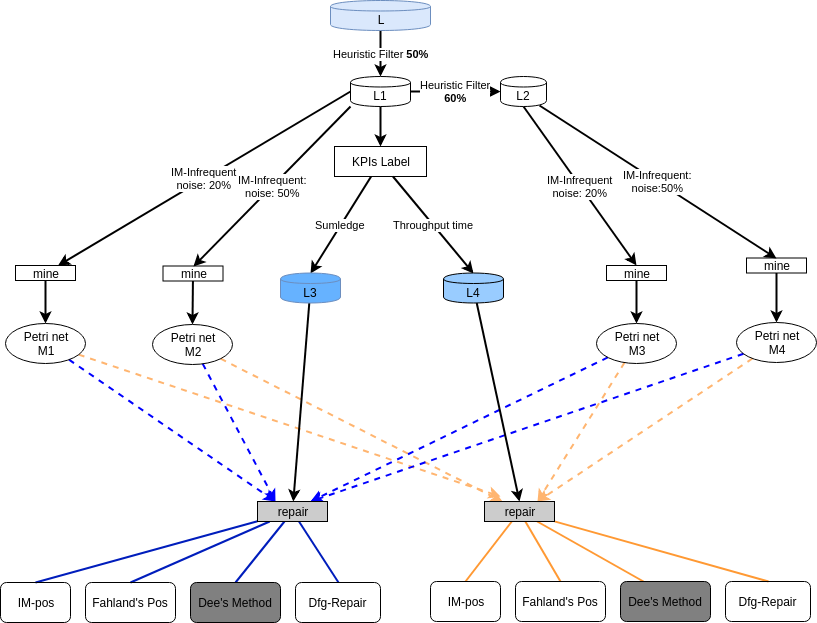 L
Heuristic Filter 50%
L1
Heuristic Filter
60%
L2
KPIs Label
IM-Infrequent
noise: 20%
IM-Infrequent:
noise: 50%
IM-Infrequent
noise: 20%
IM-Infrequent:
noise:50%
Sumledge
Throughput time
mine
mine
L3
L4
mine
mine
Petri net
M1
Petri net
M2
Petri net
M3
Petri net
M4
repair
repair
IM-pos
Fahland's Pos
Dee's Method
Dfg-Repair
IM-pos
Fahland's Pos
Dee's Method
Dfg-Repair